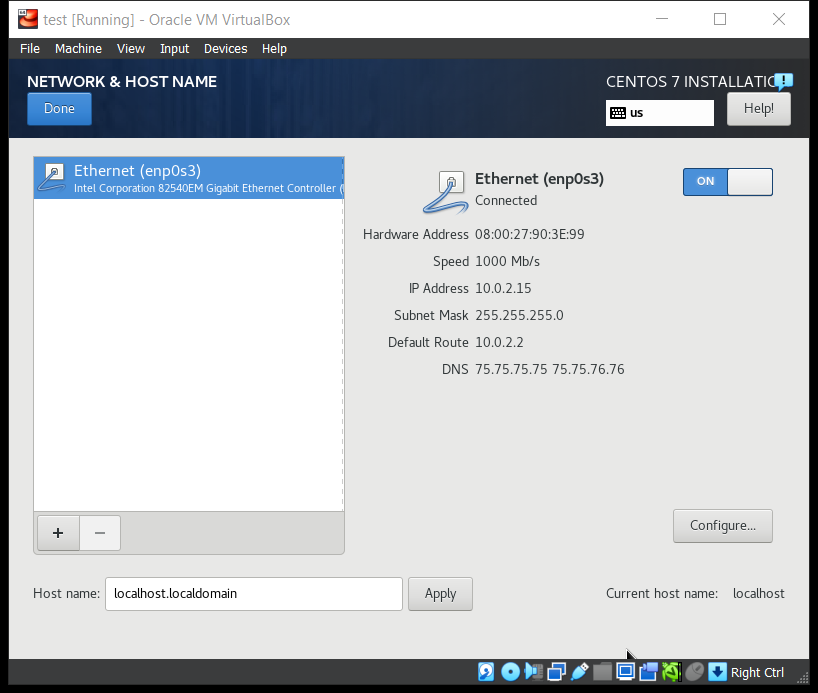 test [Running] - Oracle VM VirtualBox
File Machine View Input Devices Help
NETWORK & HOST NAME
CENTOS 7 INSTALLATIO
Done
us
Help!
Ethernet (enp0s3)
Intel Corporation 82540EM Gigabit Ethernet Controller (
Ethernet (enp0s3)
Connected
ON
Hardware Address 08:00:27:90:3E:99
Speed 1000 Mb/s
IP Address 10.0.2.15
Subnet Mask 255.255.255.0
Default Route 10.0.2.2
DNS 75.75.75.75 75.75.76.76
+ −
Configure...
Host name: localhost.localdomain Apply
Current host name: localhost
Right Ctrl